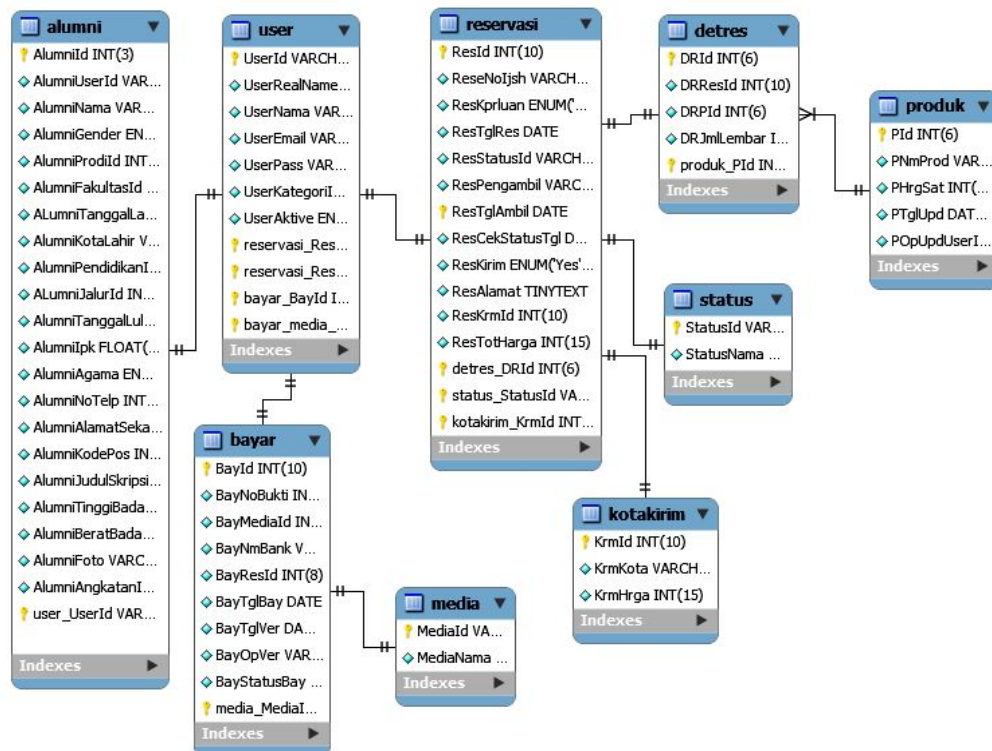 alumni
AlumniId INT(3)
AlumniUserId VAR...
AlumniNama VAR...
AlumniGender EN...
AlumniProdiId INT...
AlumniFakultasId ...
ALumniTanggalLa...
AlumniKotaLahir V...
AlumniPendidikanI...
ALumniJalurId IN...
AlumniTanggalLul...
AlumniIpk FLOAT(...
AlumniAgama EN...
AlumniNoTelp INT...
AlumniAlamatSeka...
AlumniKodePos IN...
AlumniJudulSkripsi...
AlumniTinggiBada...
AlumniBeratBada...
AlumniFoto VARC...
AlumniAngkatanI...
user_UserId VAR...
Indexes
user
UserId VARCH...
UserRealName...
UserNama VAR...
UserEmail VAR...
UserPass VAR...
UserKategoriI...
UserAktive EN...
reservasi_Res...
reservasi_Res...
bayar_BayId I...
bayar_media_...
Indexes
bayar
BayId INT(10)
BayNoBukti IN...
BayMediaId IN...
BayNmBank V...
BayResId INT(8)
BayTglBay DATE
BayTglVer DA...
BayOpVer VAR...
BayStatusBay ...
media_MediaI...
Indexes
reservasi
ResId INT(10)
ReseNoIjsh VARCH...
ResKprluan ENUM('...
ResTglRes DATE
ResStatusId VARCH...
ResPengambil VARC...
ResTglAmbil DATE
ResCekStatusTgl D...
ResKirim ENUM('Yes'...
ResAlamat TINYTEXT
ResKrmId INT(10)
ResTotHarga INT(15)
detres_DRId INT(6)
status_StatusId VA...
kotakirim_KrmId INT...
Indexes
media
MediaId VA...
MediaNama ...
Indexes
detres
DRId INT(6)
DRResId INT(10)
DRPId INT(6)
DRJmlLembar I...
produk_PId IN...
Indexes
status
StatusId VAR...
StatusNama ...
Indexes
kotakirim
KrmId INT(10)
KrmKota VARCH...
KrmHrga INT(15)
Indexes
produk
PId INT(6)
PNmProd VAR...
PHrgSat INT(...
PTglUpd DAT...
POpUpdUserI...
Indexes